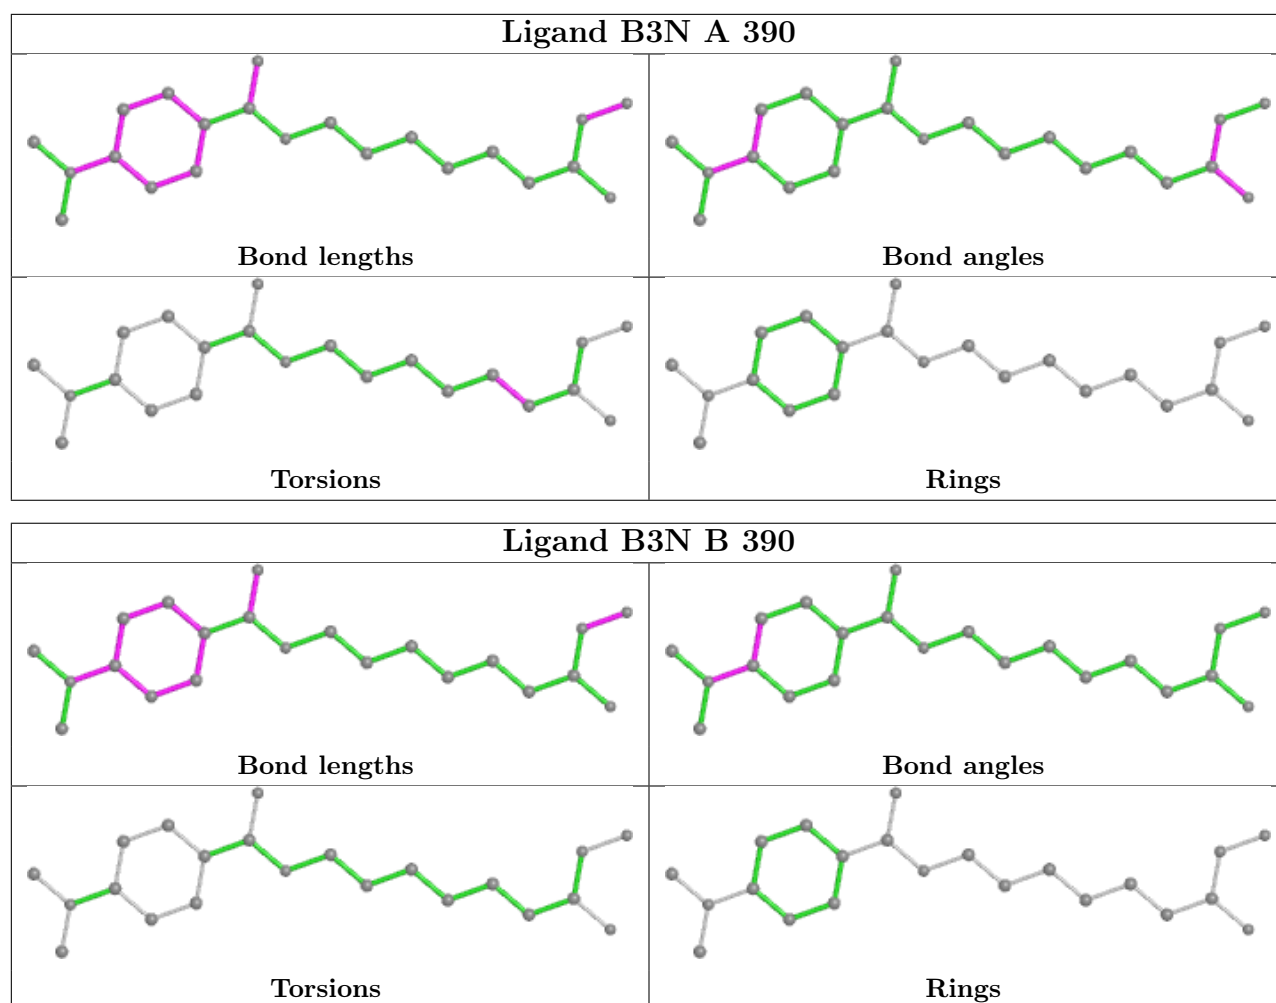 Ligand B3N A 390
Bond lengths
Bond angles
Torsions
Rings
Ligand B3N B 390
Bond lengths
Bond angles
Torsions
Rings